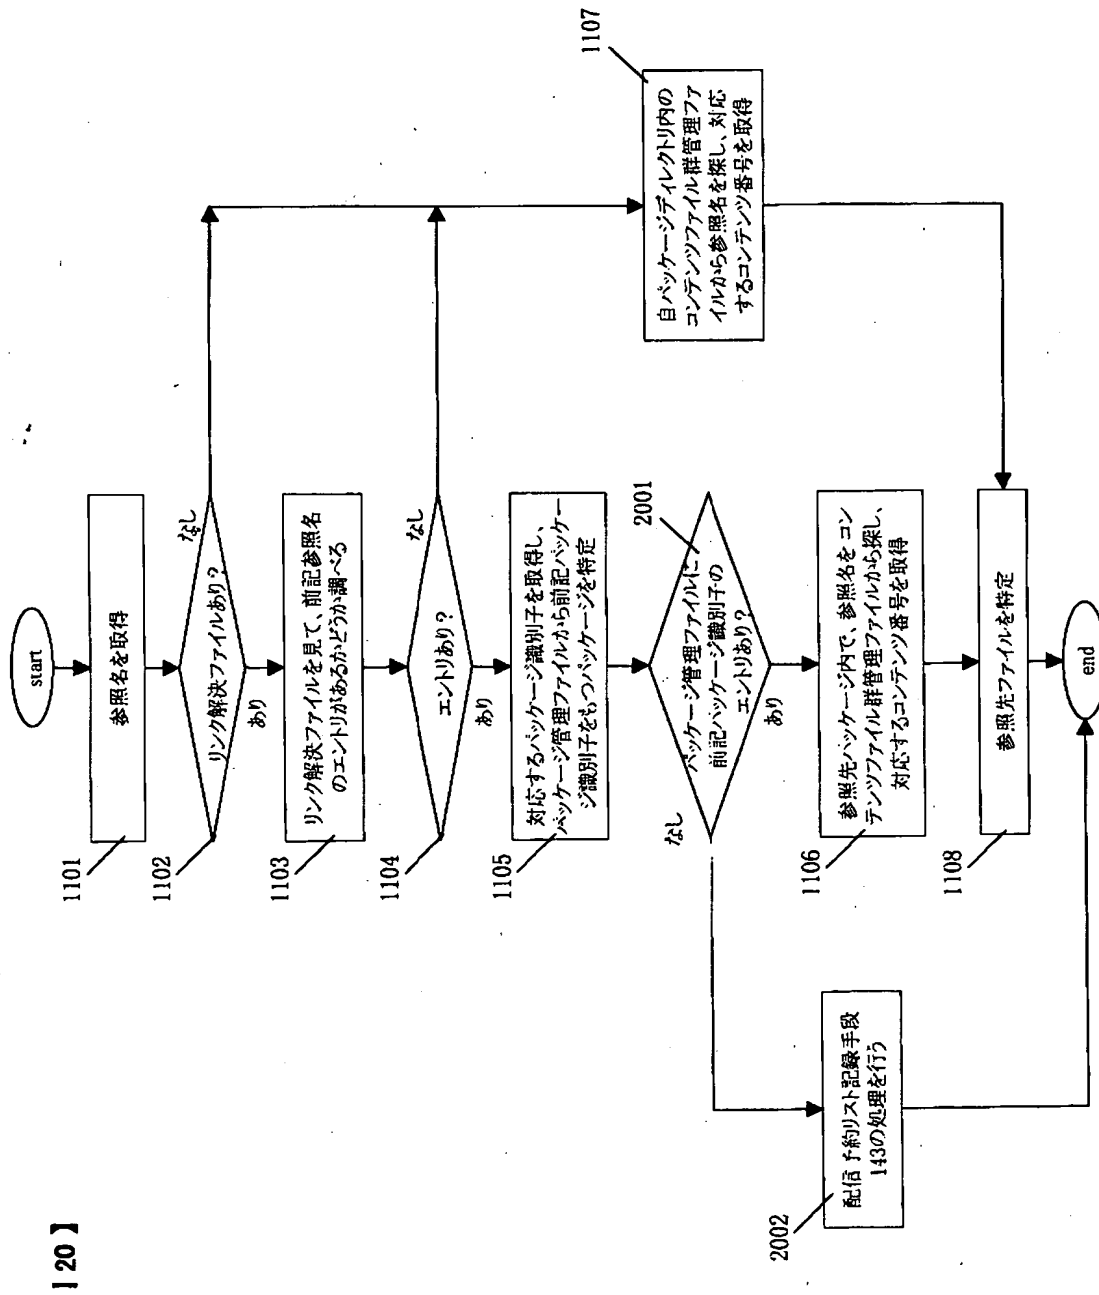 【20】
start
1101
参照名を取得
1102
リンク解決ファイルあり?
なし
あり
1103
リンク解決ファイルを見て、前記参照名
のエントリがあるかどうか調べる
1104
エントリあり?
なし
あり
1105
対応するパッケージ識別子を取得し、
パッケージ管理ファイルから前記パッケー
ジ識別子をもつパッケージを特定
2001
パッケージ管理ファイルに
前記パッケージ識別子の
エントリあり?
なし
あり
1106
参照先パッケージ内で、参照名をコン
テンツファイル群管理ファイルから探し、
対応するコンテンツ番号を取得
1107
自パッケージディレクトリ内の
コンテンツファイル群管理ファ
イルから参照名を探し、対応
するコンテンツ番号を取得
1108
参照先ファイルを特定
2002
配信予約リスト記録手段
143の処理を行う
end